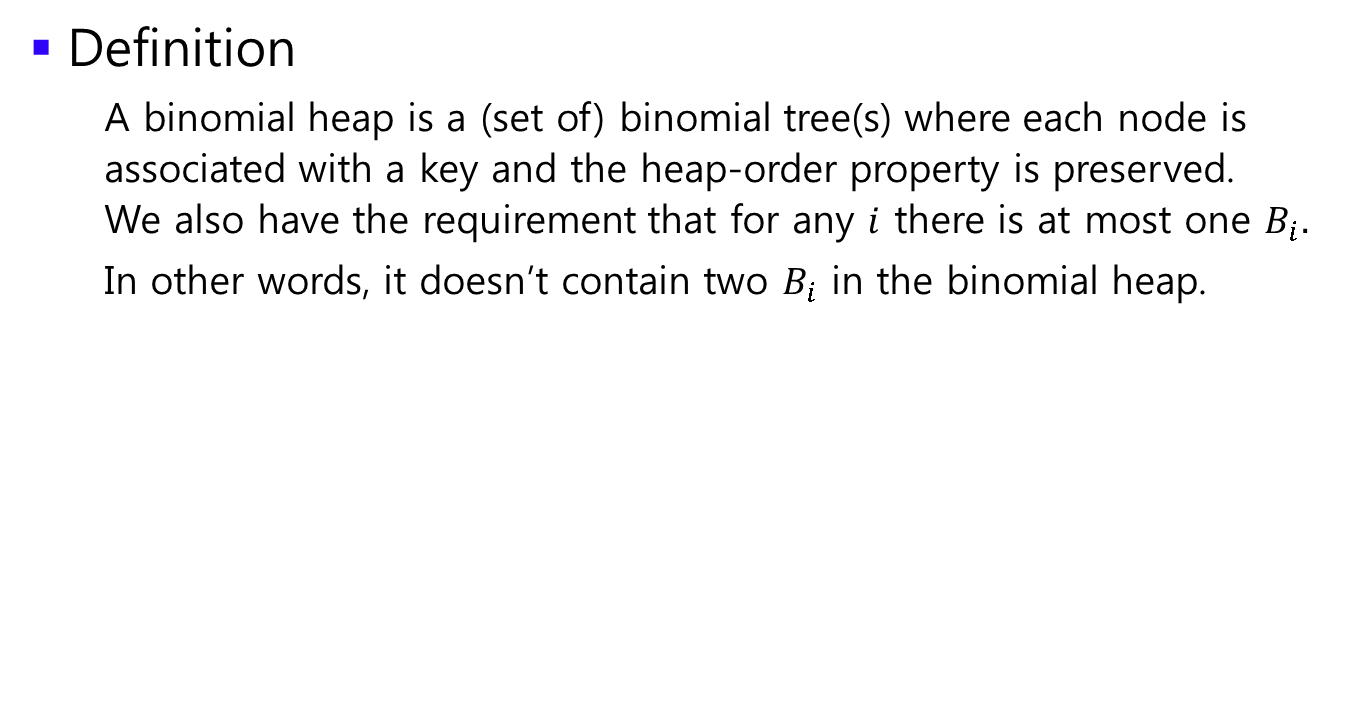 ▪ Definition
A binomial heap is a (set of) binomial tree(s) where each node is
associated with a key and the heap-order property is preserved.
We also have the requirement that for any i there is at most one Bᵢ.
In other words, it doesn’t contain two Bᵢ in the binomial heap.